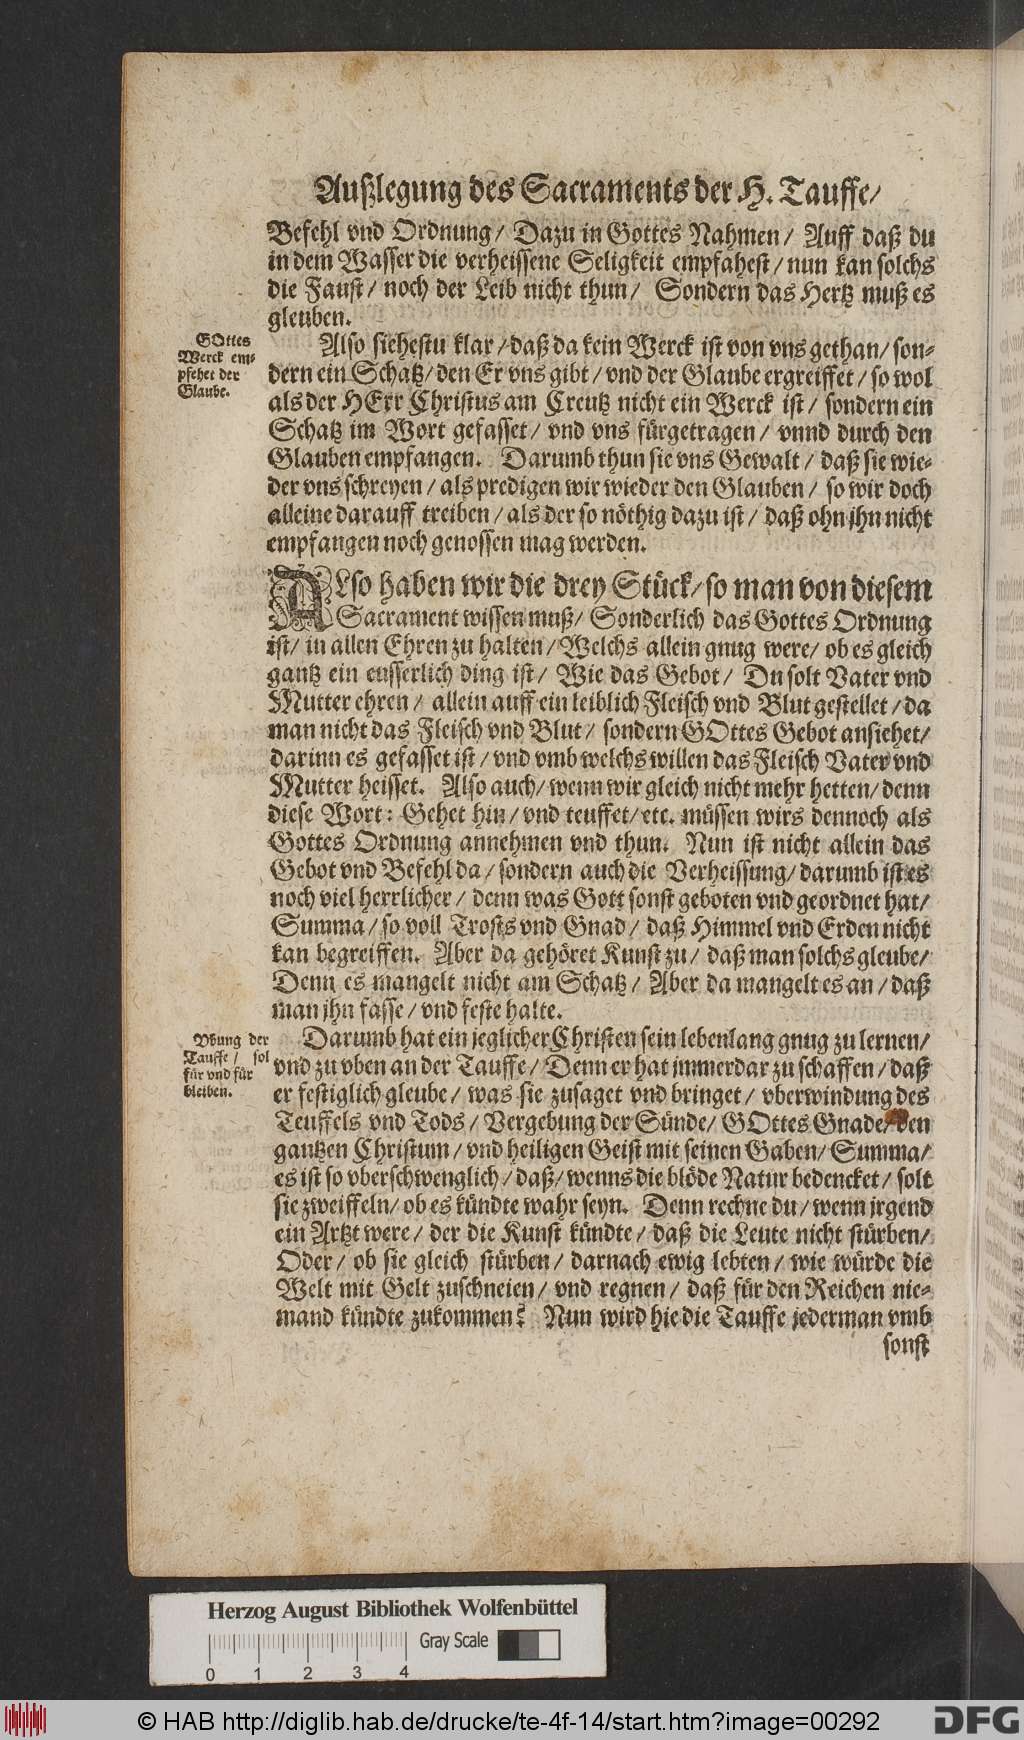 Außlegung des Sacraments der H. Tauffe/
Befehl vnd Ordnung/ Dazu in Gottes Nahmen/ Auff daß du
in dem Wasser die verheissene Seligkeit empfahest/ nun kan solchs
die Faust/ noch der Leib nicht thun/ Sondern das Hertz muß es
gleuben.
GOttes
Werck em-
pfehet der
Glaube.
Also siehestu klar/ daß da kein Werck ist von vns gethan/ son-
dern ein Schatz/ den Er vns gibt/ vnd der Glaube ergreiffet/ so wol
als der HErr Christus am Creutz nicht ein Werck ist/ sondern ein
Schatz im Wort gefasset/ vnd vns fürgetragen/ vnnd durch den
Glauben empfangen. Darumb thun sie vns Gewalt/ daß sie wie-
der vns schreyen/ als predigen wir wieder den Glauben/ so wir doch
alleine darauff treiben/ als der so nöthig dazu ist/ daß ohn jhn nicht
empfangen noch genossen mag werden.
ALso haben wir die drey Stück/ so man von diesem
Sacrament wissen muß/ Sonderlich das Gottes Ordnung
ist/ in allen Ehren zu halten/ Welchs allein gnug were/ ob es gleich
gantz ein eusserlich ding ist/ Wie das Gebot/ Du solt Vater vnd
Mutter ehren/ allein auff ein leiblich Fleisch vnd Blut gestellet/ da
man nicht das Fleisch vnd Blut/ sondern GOttes Gebot ansiehet/
darinn es gefasset ist/ vnd vmb welchs willen das Fleisch Vater vnd
Mutter heisset. Also auch/ wenn wir gleich nicht mehr hetten/ denn
diese Wort: Gehet hin/ vnd teuffet/ etc. müssen wirs dennoch als
Gottes Ordnung annehmen vnd thun. Nun ist nicht allein das
Gebot vnd Befehl da/ sondern auch die Verheissung/ darumb ist es
noch viel herrlicher/ denn was Gott sonst geboten vnd geordnet hat/
Summa/ so voll Trosts vnd Gnad/ daß Himmel vnd Erden nicht
kan begreiffen. Aber da gehöret Kunst zu/ daß man solchs gleube/
Denn es mangelt nicht am Schatz/ Aber da mangelt es an/ daß
man jhn fasse/ vnd feste halte.
Vbung der
Tauffe/ sol
für vnd für
bleiben.
Darumb hat ein jeglicher Christen sein lebenlang gnug zu lernen/
vnd zu vben an der Tauffe/ Denn er hat jmmerdar zu schaffen/ daß
er festiglich gleube/ was sie zusaget vnd bringet/ vberwindung des
Teuffels vnd Tods/ Vergebung der Sünde/ GOttes Gnade/ den
gantzen Christum/ vnd heiligen Geist mit seinen Gaben/ Summa/
es ist so vberschwenglich/ daß/ wenns die blöde Natur bedencket/ solt
sie zweiffeln/ ob es kündte wahr seyn. Denn rechne du/ wenn jrgend
ein Artzt were/ der die Kunst kündte/ daß die Leute nicht stürben/
Oder/ ob sie gleich stürben/ darnach ewig lebten/ wie würde die
Welt mit Gelt zuschneien/ vnd regnen/ daß für den Reichen nie-
mand kündte zukommen? Nun wird hie die Tauffe jederman vmb
sonst
Herzog August Bibliothek Wolfenbüttel
Gray Scale
0 1 2 3 4
© HAB http://diglib.hab.de/drucke/te-4f-14/start.htm?image=00292
DFG